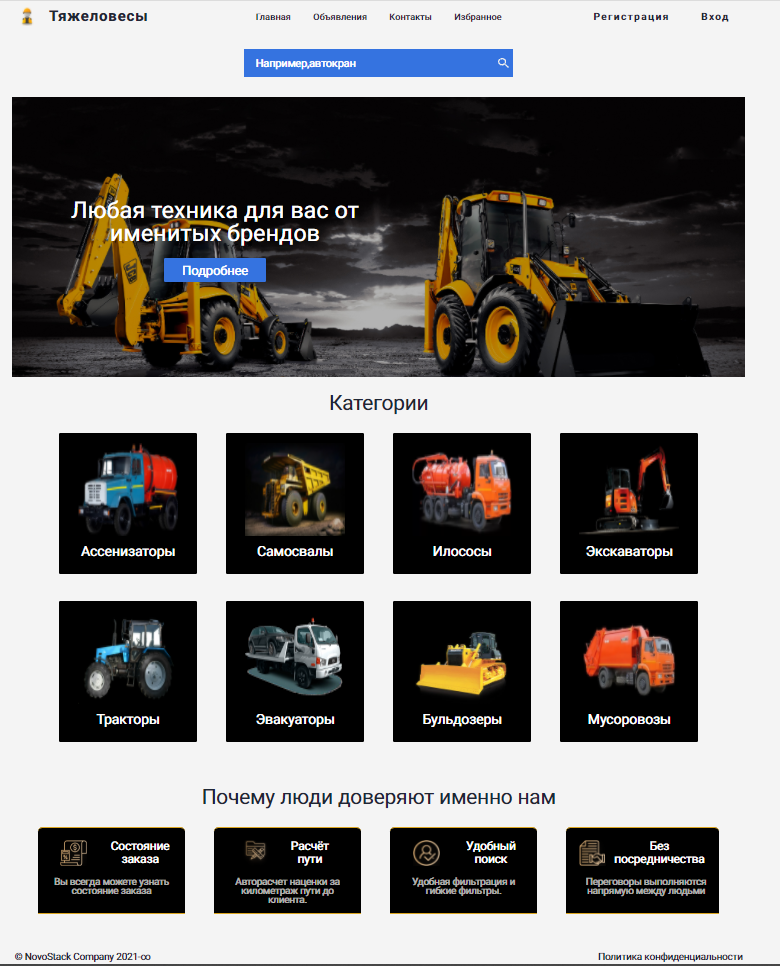 Тяжеловесы
Главная Объявления Контакты Избранное
Регистрация Вход
Например,автокран
Любая техника для вас от
именитых брендов
Подробнее
Категории
Ассенизаторы
Самосвалы
Илососы
Экскаваторы
Тракторы
Эвакуаторы
Бульдозеры
Мусоровозы
Почему люди доверяют именно нам
Состояние
заказа
Вы всегда можете узнать
состояние заказа
Расчёт
пути
Авторасчет наценки за
километраж пути до
клиента.
Удобный
поиск
Удобная фильтрация и
гибкие фильтры.
Без
посредничества
Переговоры выполняются
напрямую между людьми
© NovoStack Company 2021-∞
Политика конфиденциальности